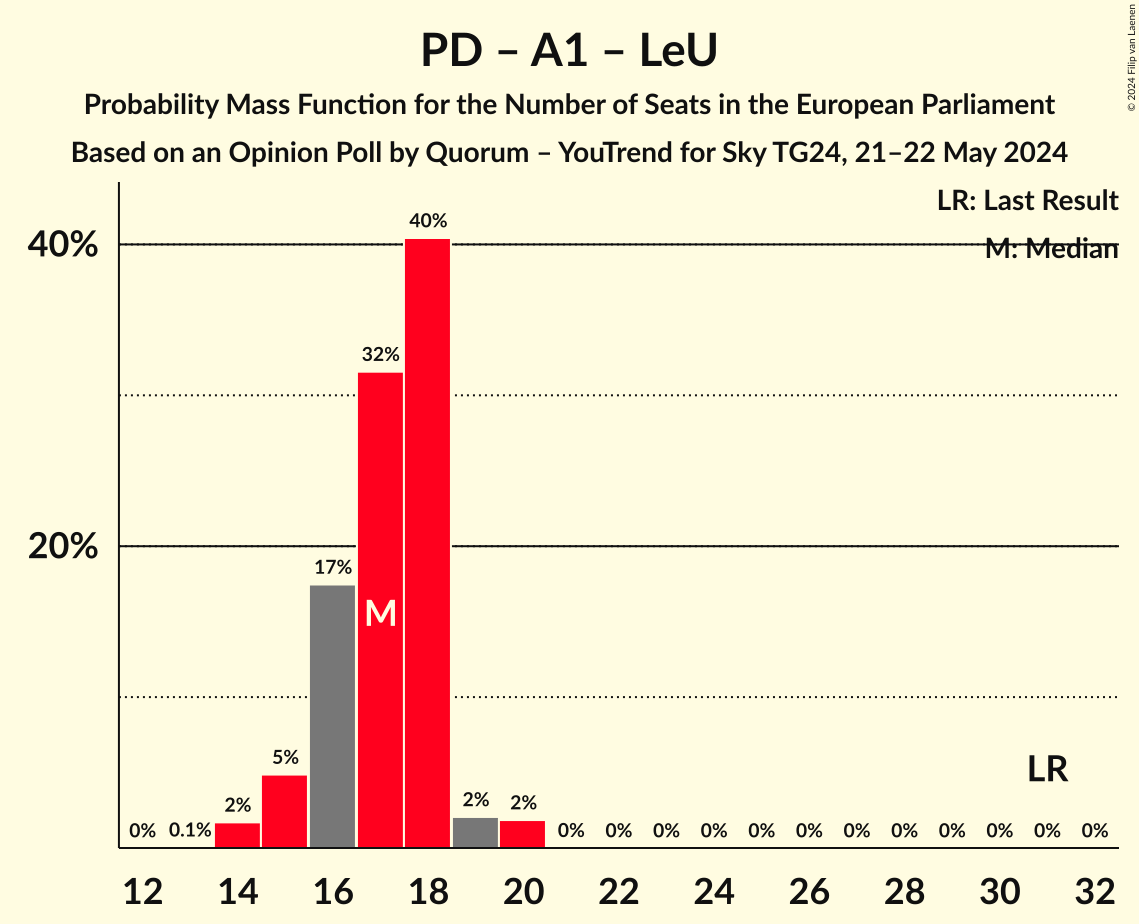 PD – A1 – LeU
Probability Mass Function for the Number of Seats in the European Parliament
Based on an Opinion Poll by Quorum – YouTrend for Sky TG24, 21–22 May 2024
© 2024 Filip van Laenen
LR: Last Result
M: Median
40%
20%
0% 0.1% 2% 5% 17% 32% 40% 2% 2% 0% 0% 0% 0% 0% 0% 0% 0% 0% 0% 0% 0%
M
LR
12 14 16 18 20 22 24 26 28 30 32